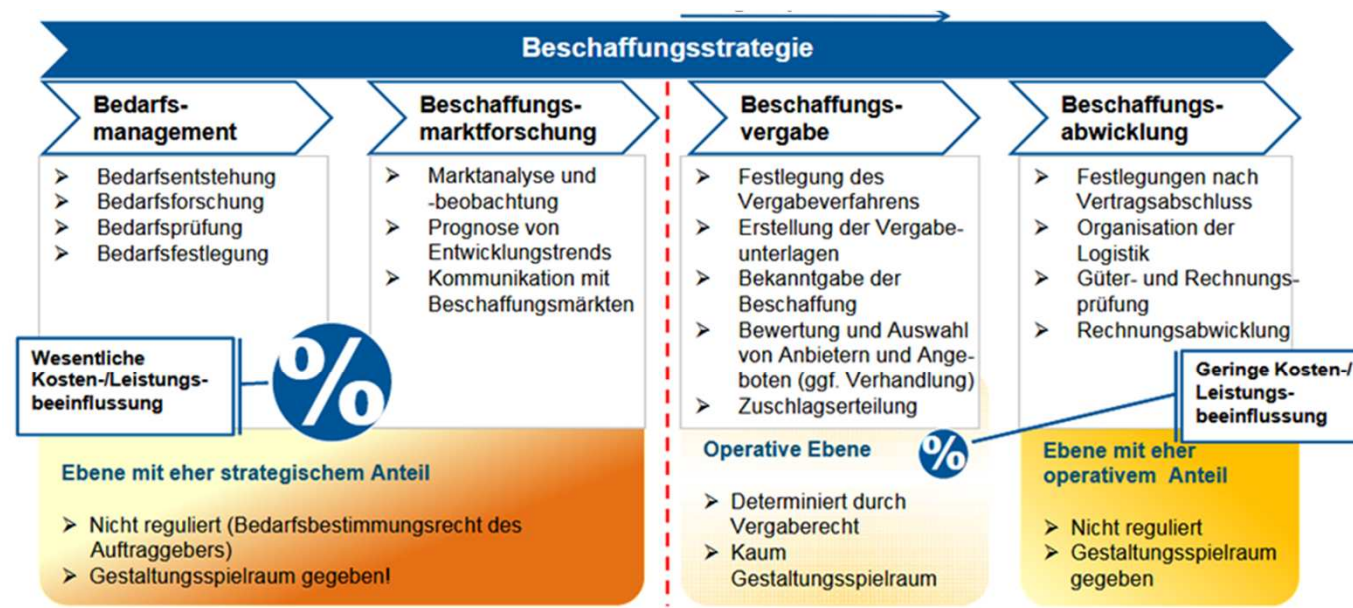 Beschaffungsstrategie
Bedarfs-
management
➢ Bedarfsentstehung
➢ Bedarfsforschung
➢ Bedarfsprüfung
➢ Bedarfsfestlegung
Beschaffungs-
marktforschung
➢ Marktanalyse und
-beobachtung
➢ Prognose von
Entwicklungstrends
➢ Kommunikation mit
Beschaffungsmärkten
Beschaffungs-
vergabe
➢ Festlegung des
Vergabeverfahrens
➢ Erstellung der Vergabe-
unterlagen
➢ Bekanntgabe der
Beschaffung
➢ Bewertung und Auswahl
von Anbietern und Ange-
boten (ggf. Verhandlung)
➢ Zuschlagserteilung
Beschaffungs-
abwicklung
➢ Festlegungen nach
Vertragsabschluss
➢ Organisation der
Logistik
➢ Güter- und Rechnungs-
prüfung
➢ Rechnungsabwicklung
Wesentliche
Kosten-/Leistungs-
beeinflussung
%
Geringe Kosten-/
Leistungs-
beeinflussung
%
Ebene mit eher strategischem Anteil
➢ Nicht reguliert (Bedarfsbestimmungsrecht des
Auftraggebers)
➢ Gestaltungsspielraum gegeben!
Operative Ebene
➢ Determiniert durch
Vergaberecht
➢ Kaum
Gestaltungsspielraum
Ebene mit eher
operativem Anteil
➢ Nicht reguliert
➢ Gestaltungsspielraum
gegeben